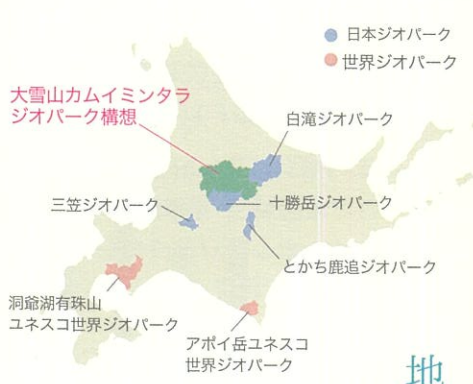 日本ジオパーク
世界ジオパーク
大雪山カムイミンタラ
ジオパーク構想
白滝ジオパーク
三笠ジオパーク
十勝岳ジオパーク
とかち鹿追ジオパーク
洞爺湖有珠山
ユネスコ世界ジオパーク
アポイ岳ユネスコ
世界ジオパーク
地